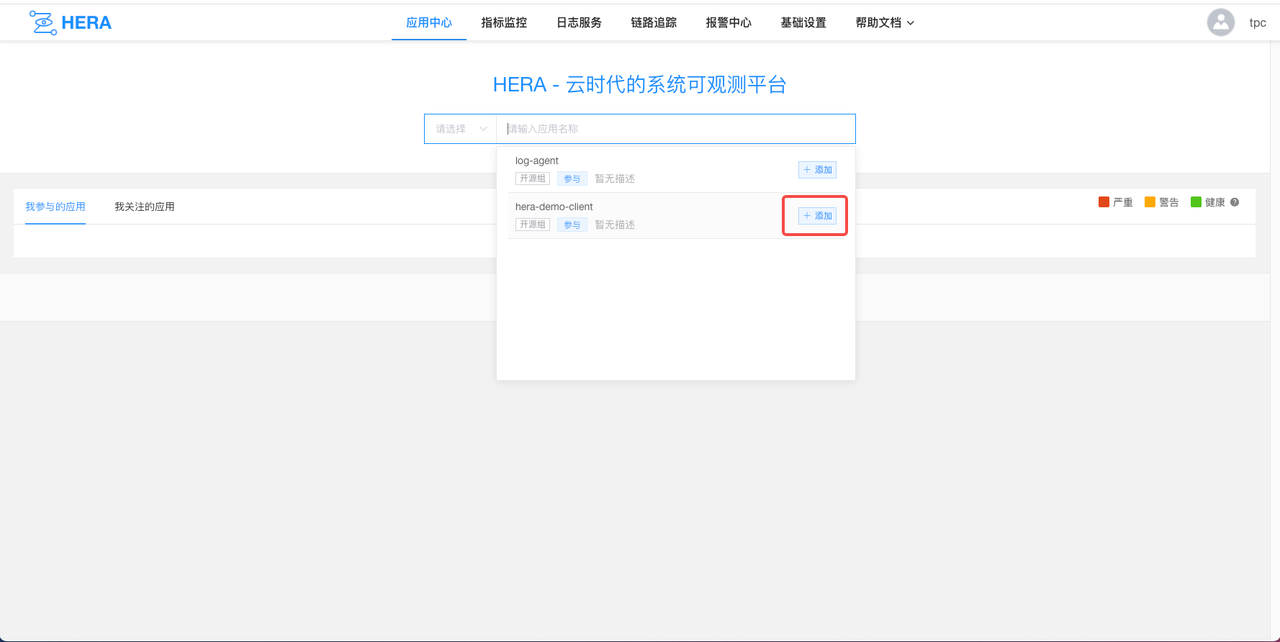 HERA 应用中心 指标监控 日志服务 链路追踪 报警中心 基础设置 帮助文档 tpc
HERA - 云时代的系统可观测平台
请选择 请输入应用名称
log-agent
+ 添加
开源组 参与 暂无描述
我参与的应用 我关注的应用
hera-demo-client
+ 添加
开源组 参与 暂无描述
严重 警告 健康 ?